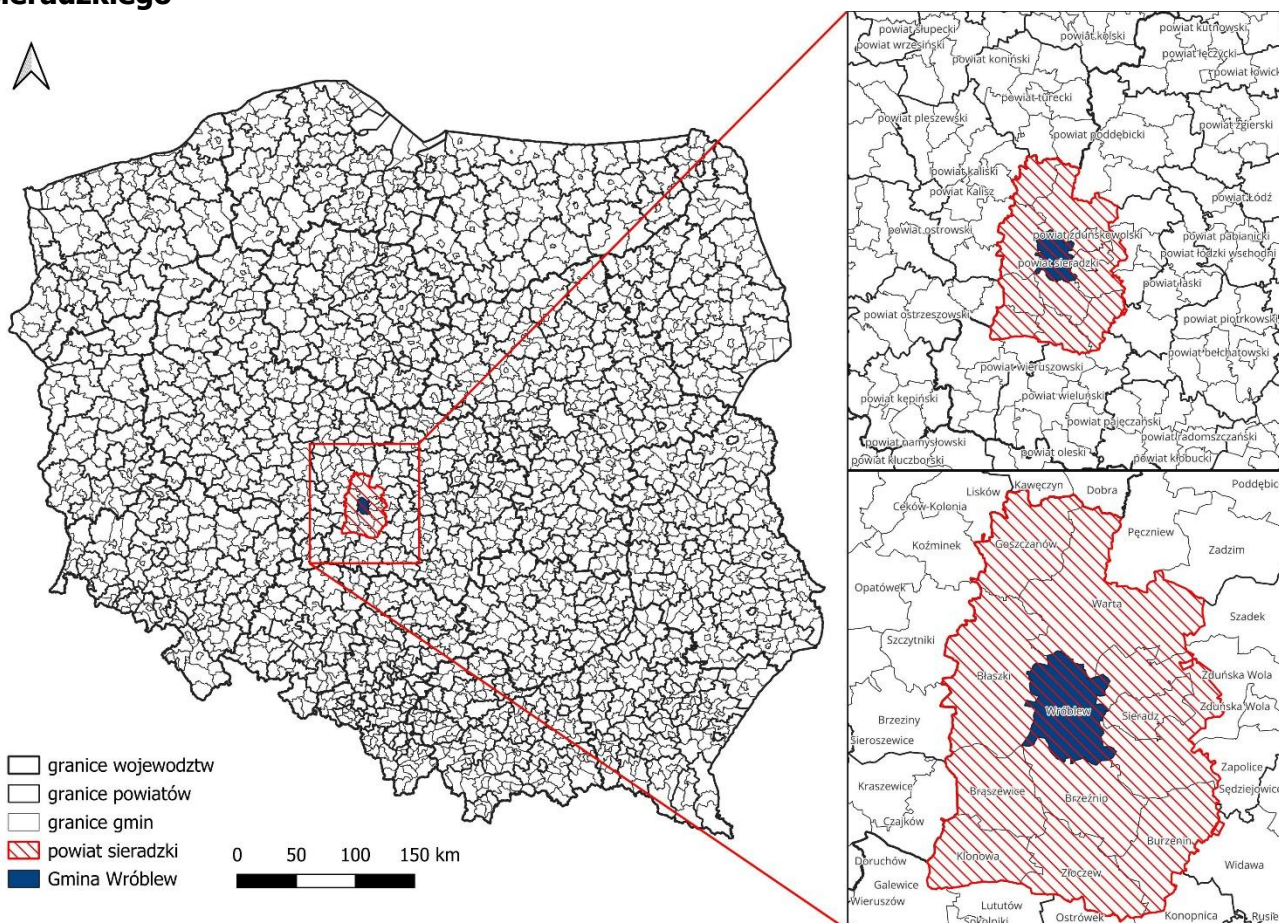 granice wojewodztw
granice powiatów
granice gmin
powiat sieradzki
Gmina Wróblew
0 50 100 150 km
powiat słupecki
powiat kolski
powiat kutnowski
powiat wrzesiński
powiat koniński
powiat łęczycki
powiat turecki
powiat pleszewski
powiat poddębicki
powiat zgierski
powiat kaliski
powiat Kalisz
powiat Łódź
powiat ostrowski
powiat zduńskowolski
powiat pabianicki
powiat łódzki wschodni
powiat sieradzki
powiat łaski
powiat ostrzeszowski
powiat piotrkowski
powiat bełchatowski
powiat wieruszowski
powiat kępiński
powiat wieluński
powiat pajęczański
powiat namysłowski
powiat radomszczański
powiat kluczborski
powiat oleski
powiat kłobucki
Kawęczyn
Lisków
Dobra
Ceków-Kolonia
Pęczniew
Koźminek
Goszczanów
Zadzim
Opatówek
Warta
Szadek
Szczytniki
Błaszki
Zduńska Wola
Wróblew
Sieradz
Zduńska Wola
Brzeziny
Sieroszewice
Zapolice
Sędziejowice
Kraszewice
Brąszewice
Brzeźnio
Czajków
Burzenin
Klonowa
Doruchów
Złoczew
Widawa
Galewice
Wieruszów
Lututów
Ostrówek
Konopnica
Sokolniki